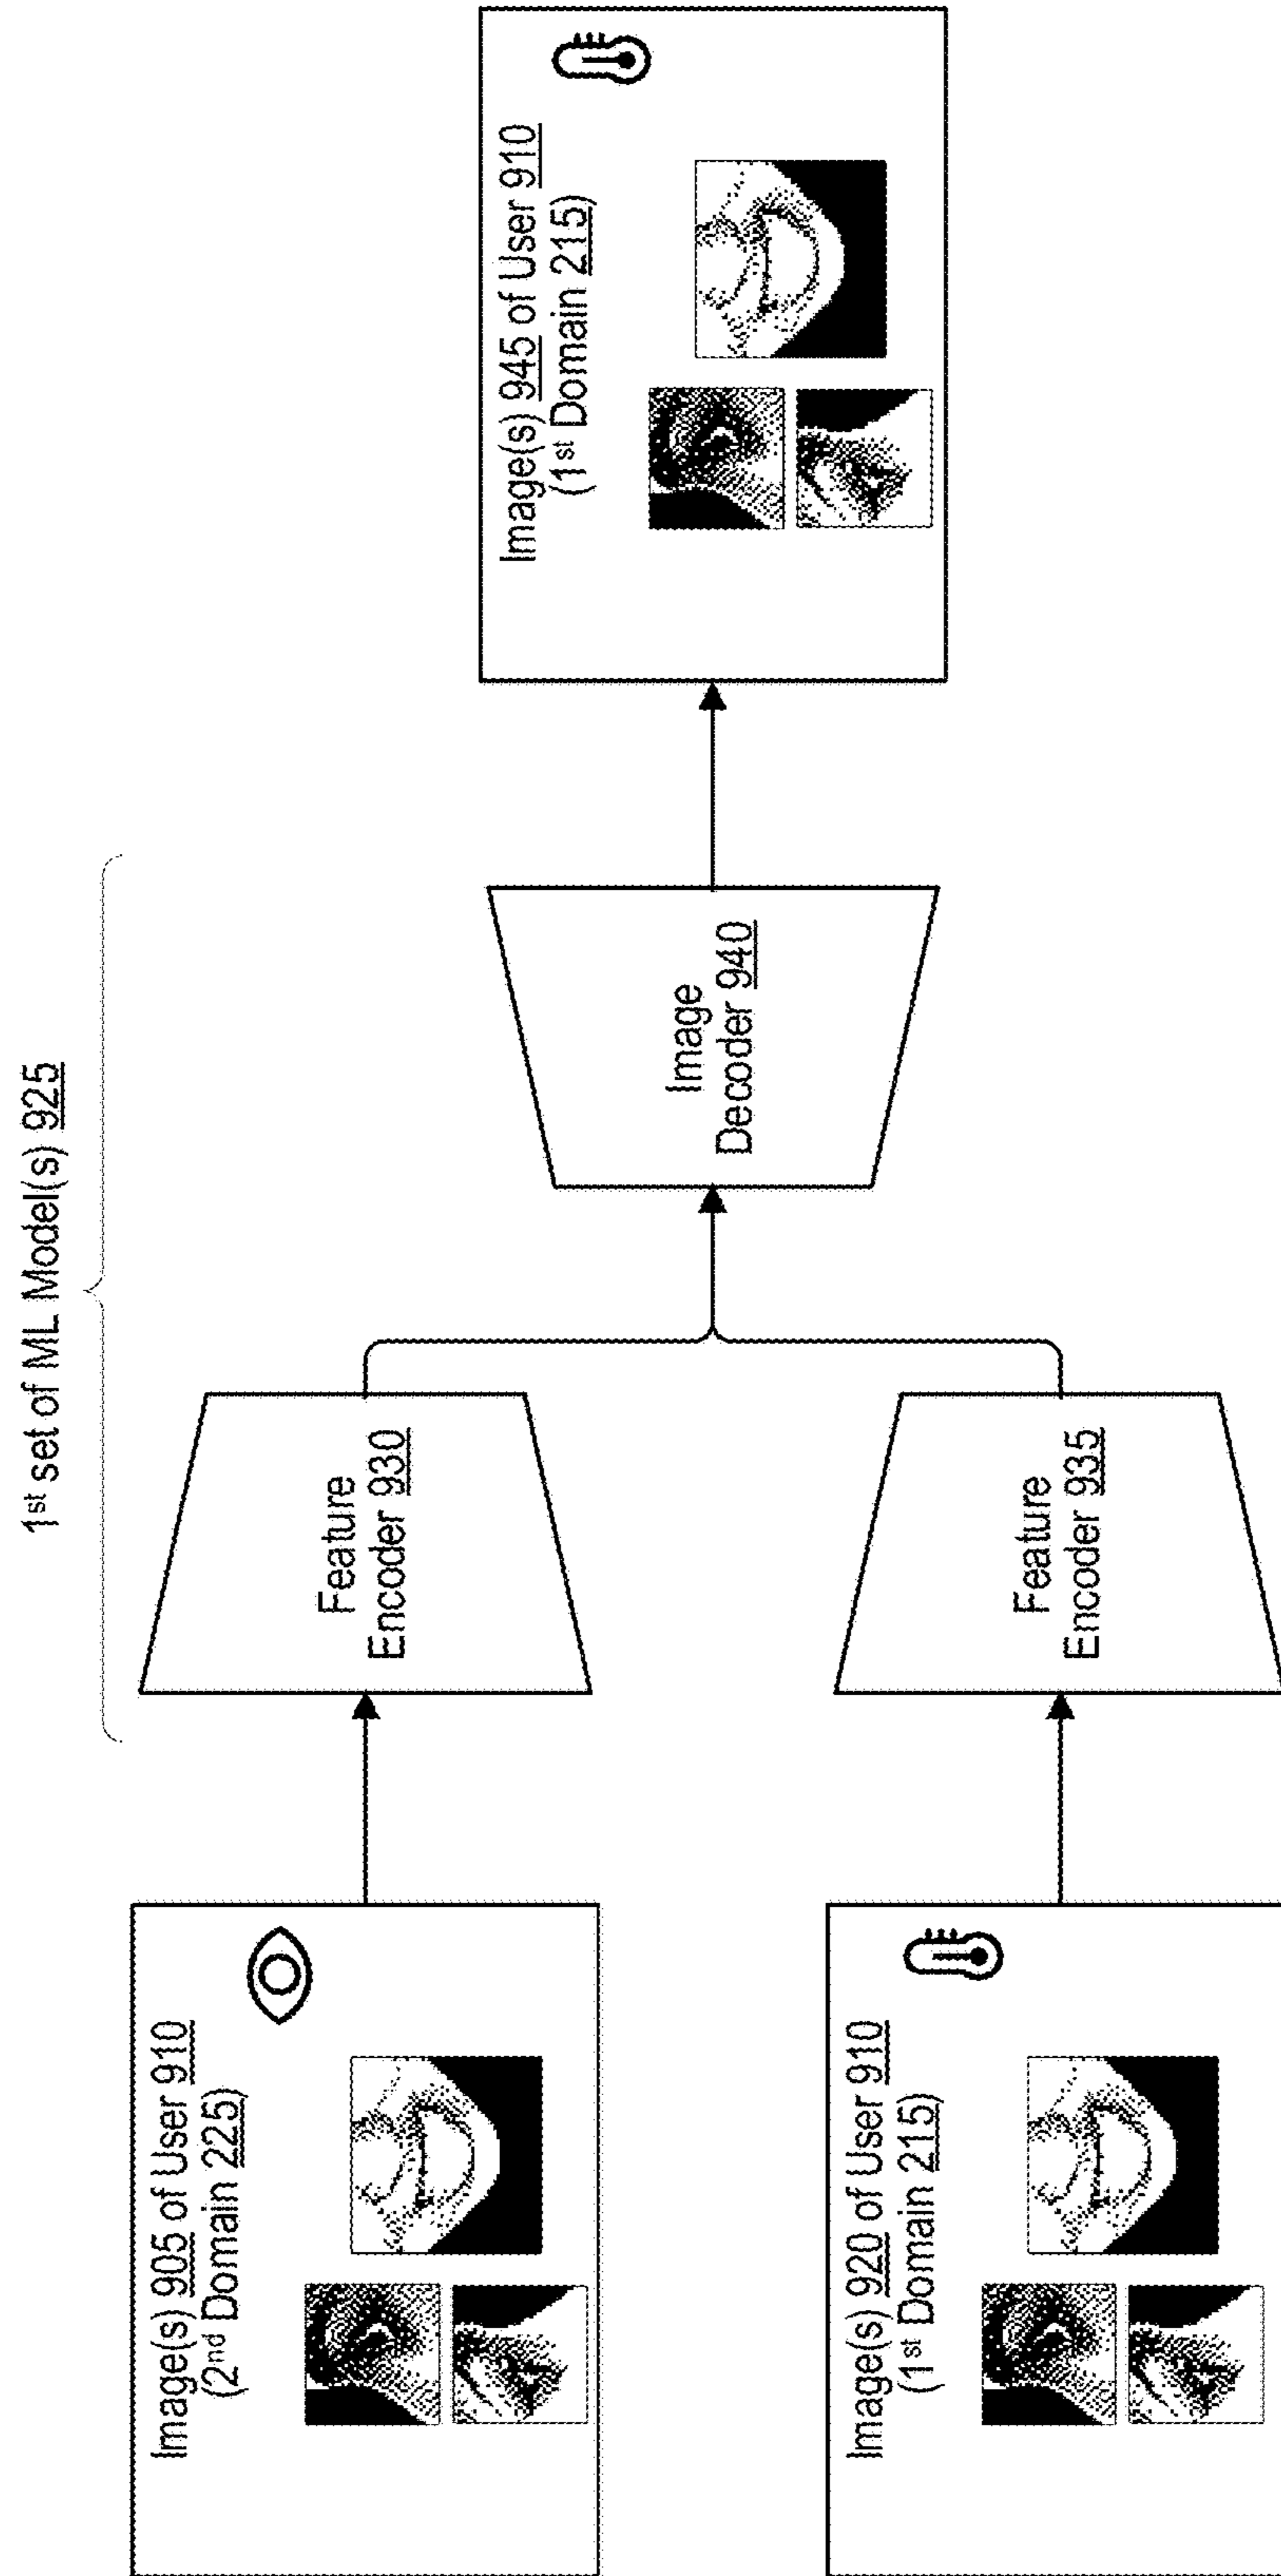 1st set of ML Model(s) 925
Image(s) 905 of User 910
(2nd Domain 225)
Feature
Encoder 930
Image(s) 920 of User 910
(1st Domain 215)
Feature
Encoder 935
Image
Decoder 940
Image(s) 945 of User 910
(1st Domain 215)